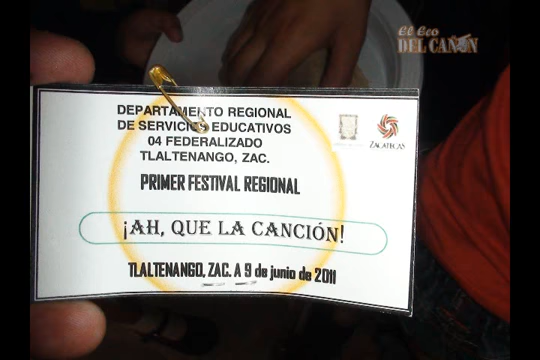 El Eco
DEL CAÑON
DEPARTAMENTO REGIONAL
DE SERVICIOS EDUCATIVOS
04 FEDERALIZADO
TLALTENANGO, ZAC.
ZACATECAS
PRIMER FESTIVAL REGIONAL
¡AH, QUE LA CANCIÓN!
TLALTENANGO, ZAC. A 9 de junio de 2011